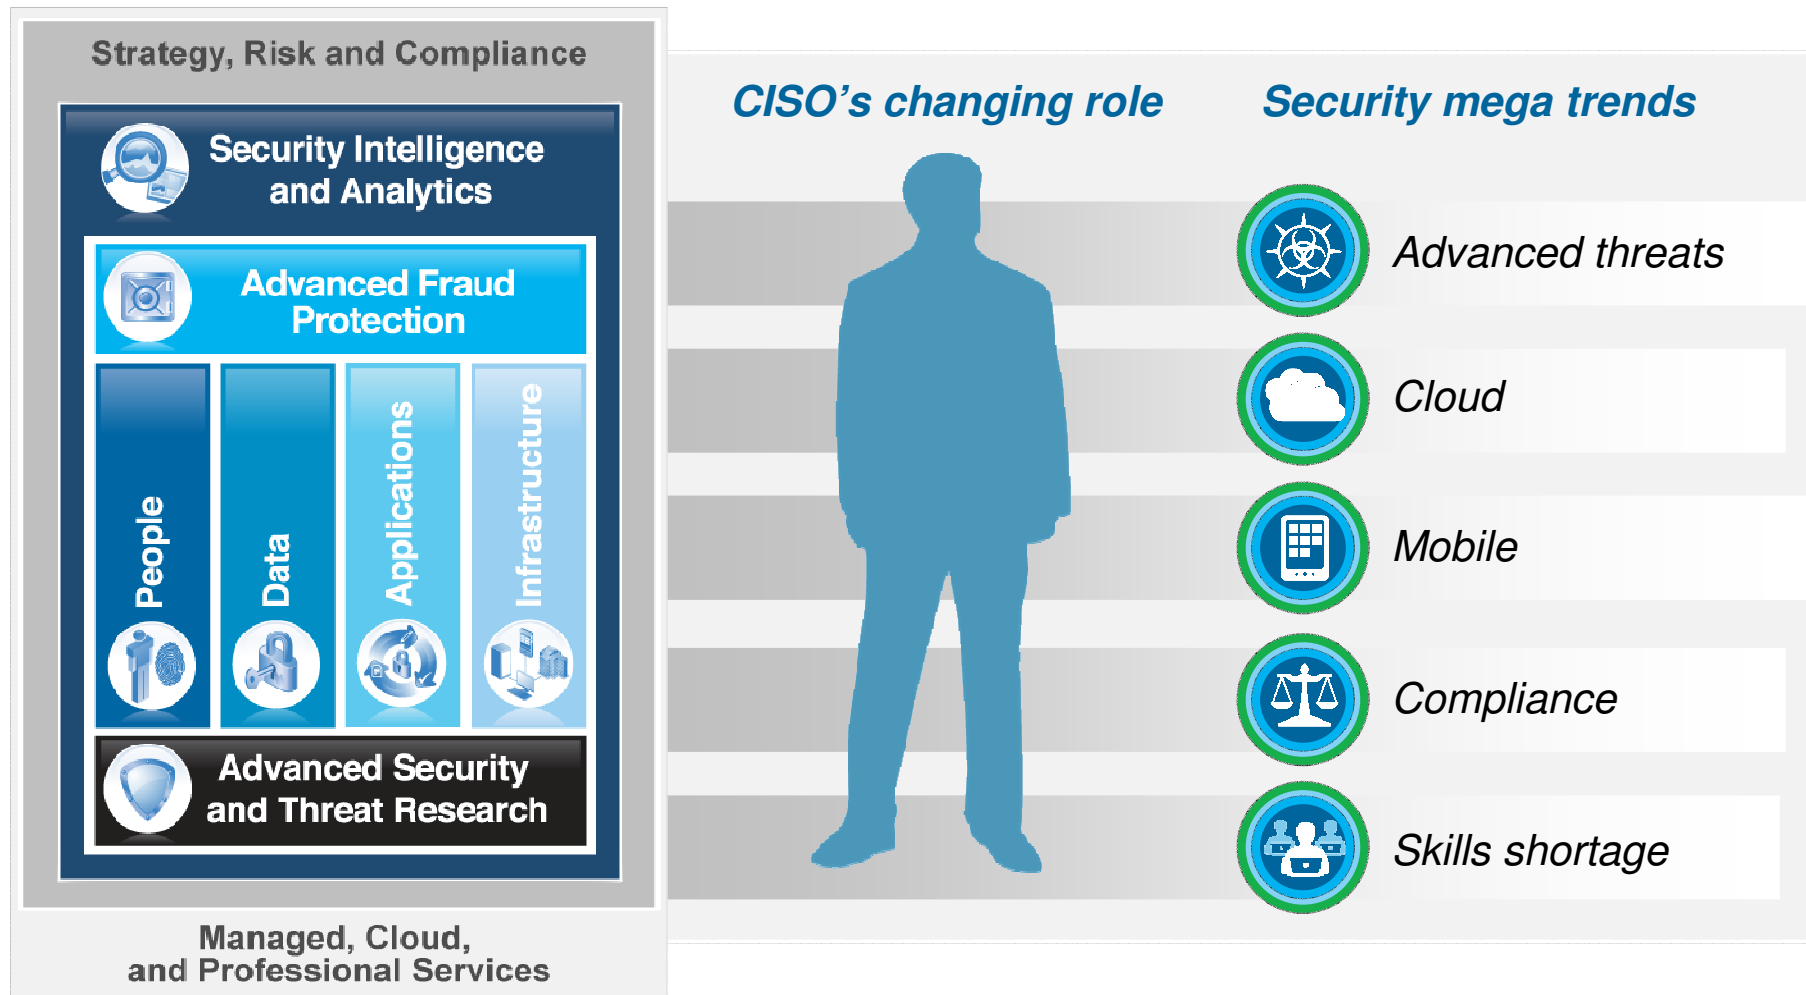 Strategy, Risk and Compliance
Security Intelligence
and Analytics
Advanced Fraud
Protection
People
Data
Applications
Infrastructure
Advanced Security
and Threat Research
Managed, Cloud,
and Professional Services
CISO’s changing role
Security mega trends
Advanced threats
Cloud
Mobile
Compliance
Skills shortage